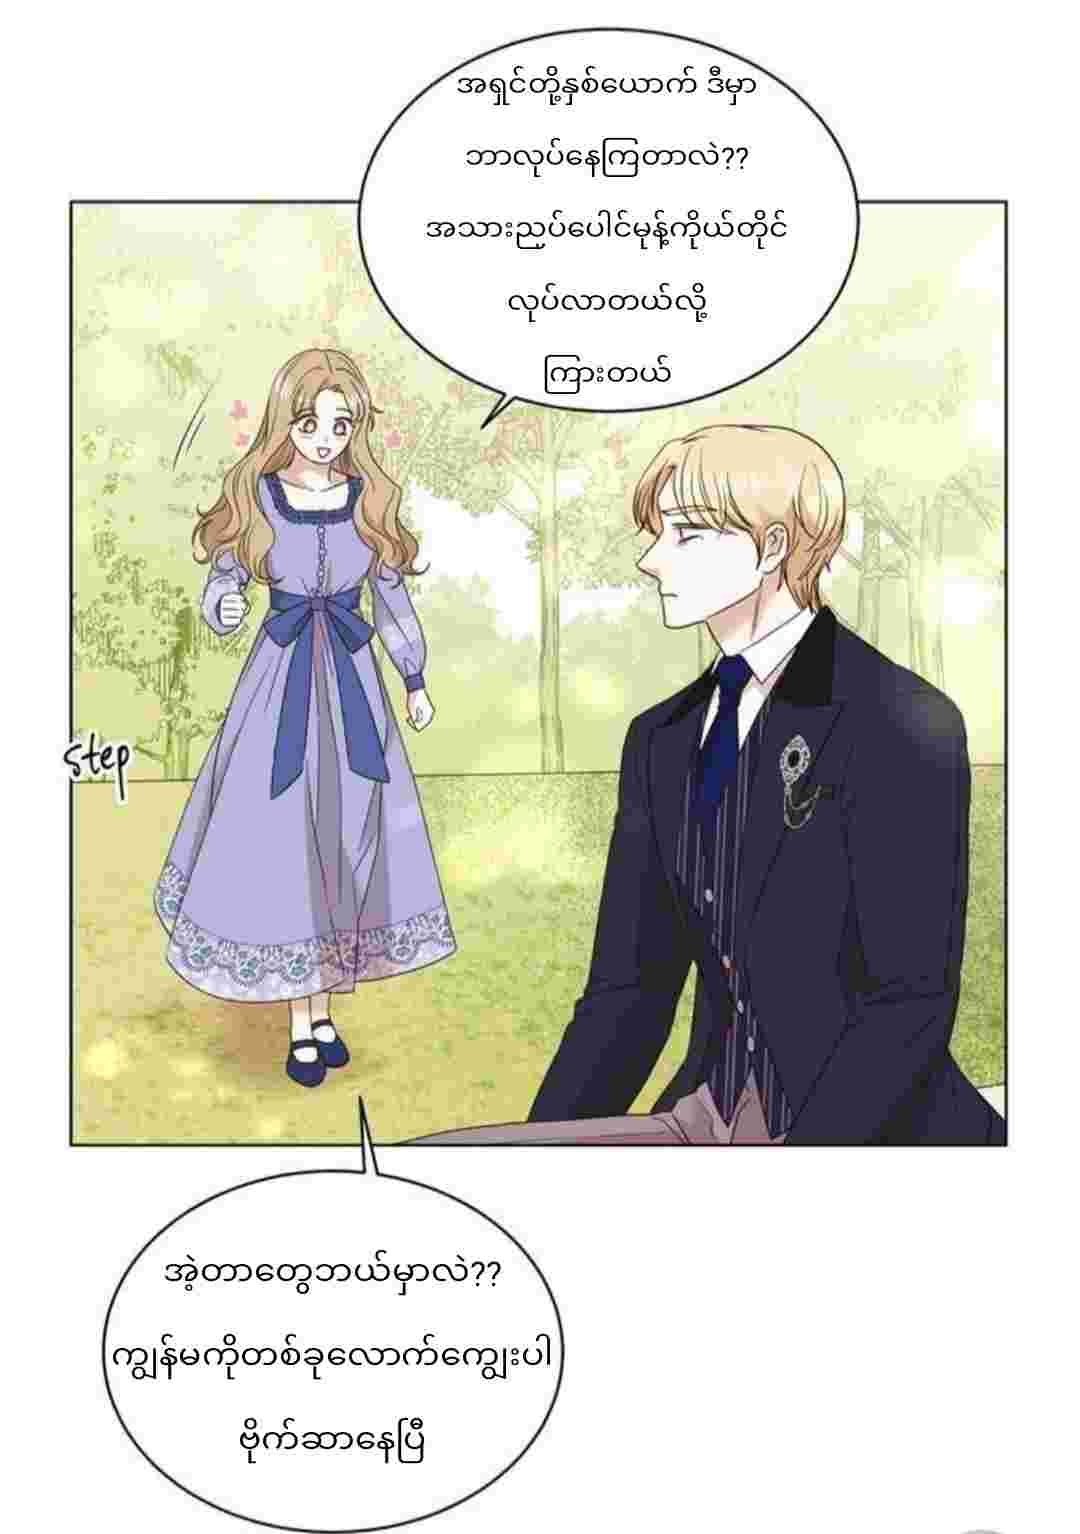 အရှင်တို့နှစ်ယောက် ဒီမှာ
ဘာလုပ်နေကြတာလဲ??
အသားညပ်ပေါင်မုန့်ကိုယ်တိုင်
လုပ်လာတယ်လို့
ကြားတယ်
step
အဲ့တာတွေဘယ်မှာလဲ??
ကျွန်မကိုတစ်ခုလောက်ကျွေးပါ
ဗိုက်ဆာနေပြီ